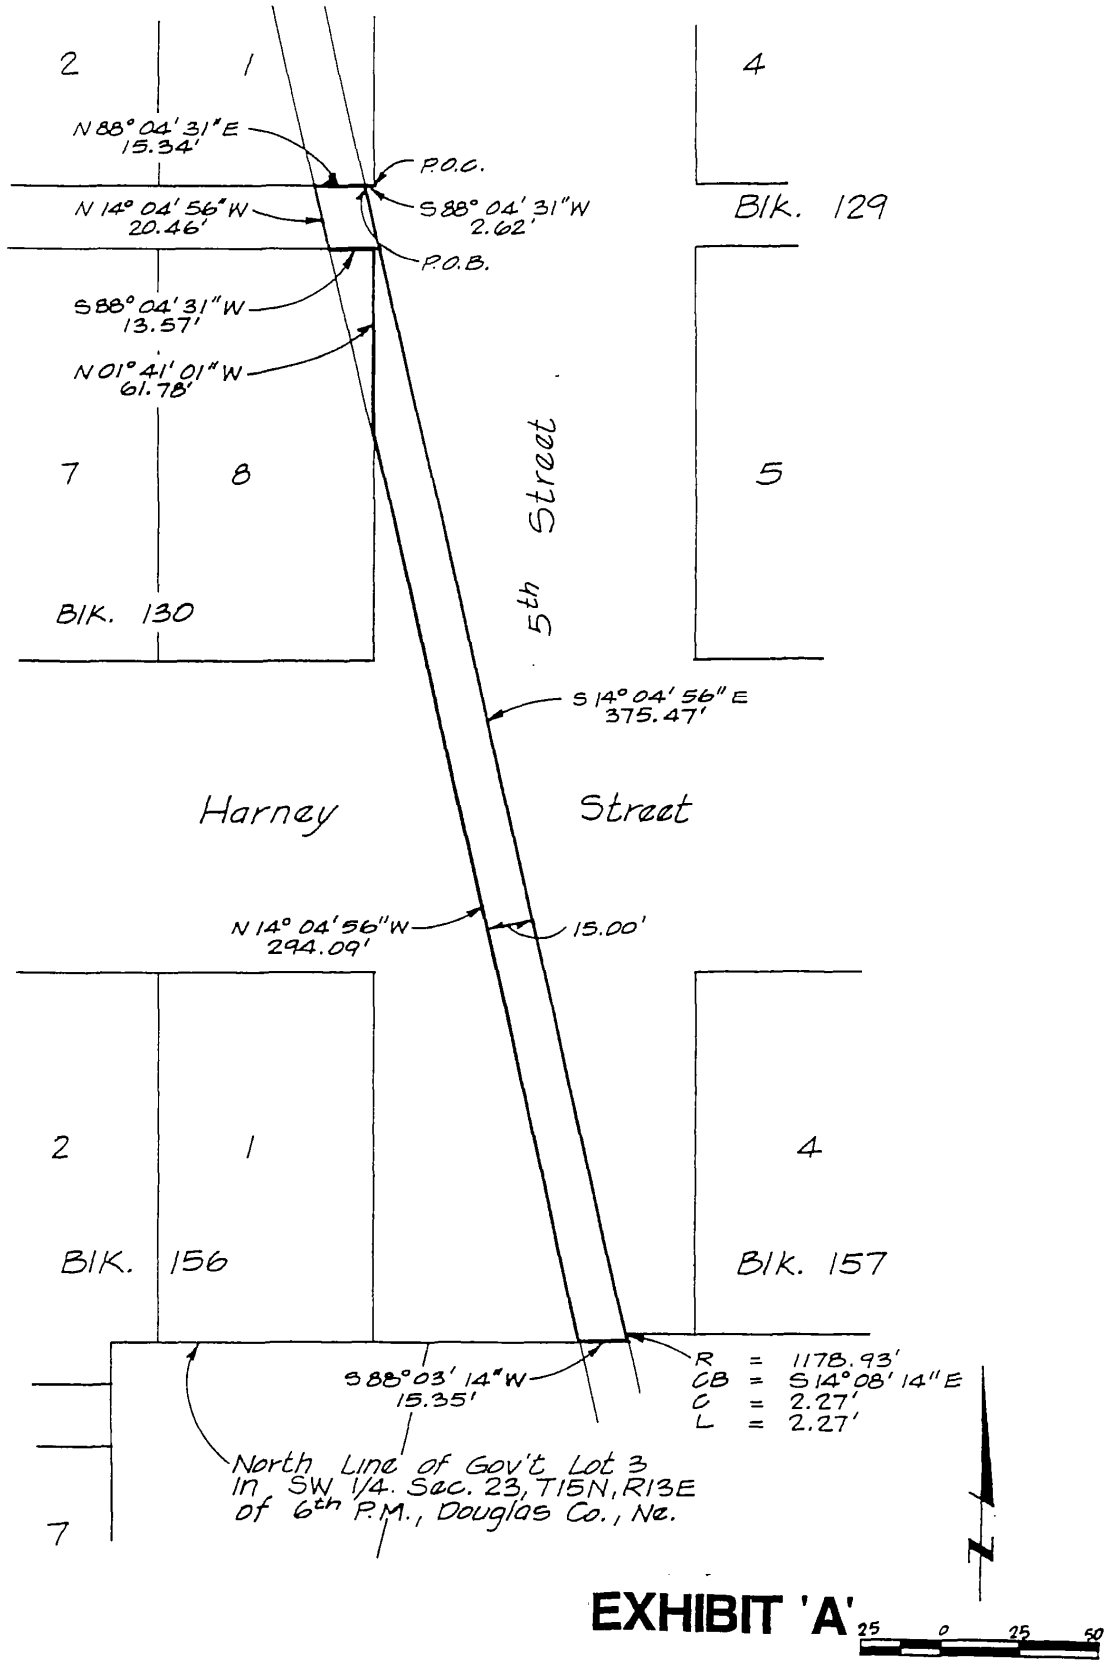 2
1
4
N 88° 04' 31" E
15.34'
P.O.C.
N 14° 04' 56" W
20.46'
S 88° 04' 31" W
2.62'
Blk. 129
P.O.B.
S 88° 04' 31" W
13.57'
N 01° 41' 01" W
61.78'
7
8
5
5th Street
Blk. 130
S 14° 04' 56" E
375.47'
Harney Street
N 14° 04' 56" W
294.09'
15.00'
2
1
4
Blk. 156
Blk. 157
S 88° 03' 14" W
15.35'
R = 1178.93'
CB = S 14° 08' 14" E
C = 2.27'
L = 2.27'
North Line of Gov't Lot 3
in SW 1/4. Sec. 23, T15N, R13E
of 6th P.M., Douglas Co., Ne.
7
N
EXHIBIT 'A'
25 0 25 50